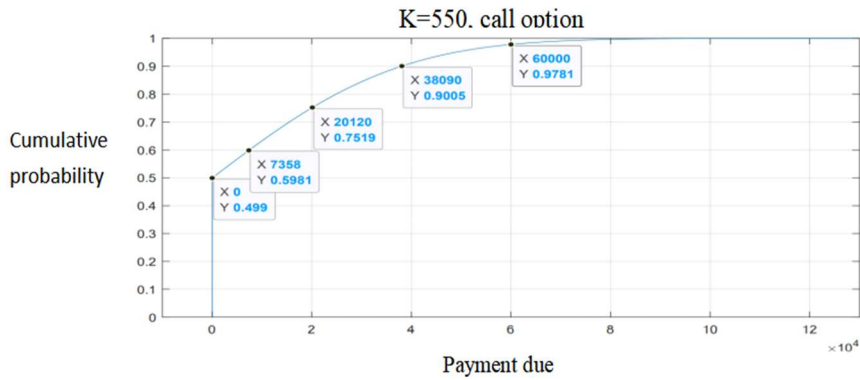 K=550, call option
1
0.9
0.8
0.7
0.6
0.5
0.4
0.3
0.2
0.1
0
Cumulative
probability
X 0
Y 0.499
X 7358
Y 0.5981
X 20120
Y 0.7519
X 38090
Y 0.9005
X 60000
Y 0.9781
0 2 4 6 8 10 12
×10⁴
Payment due